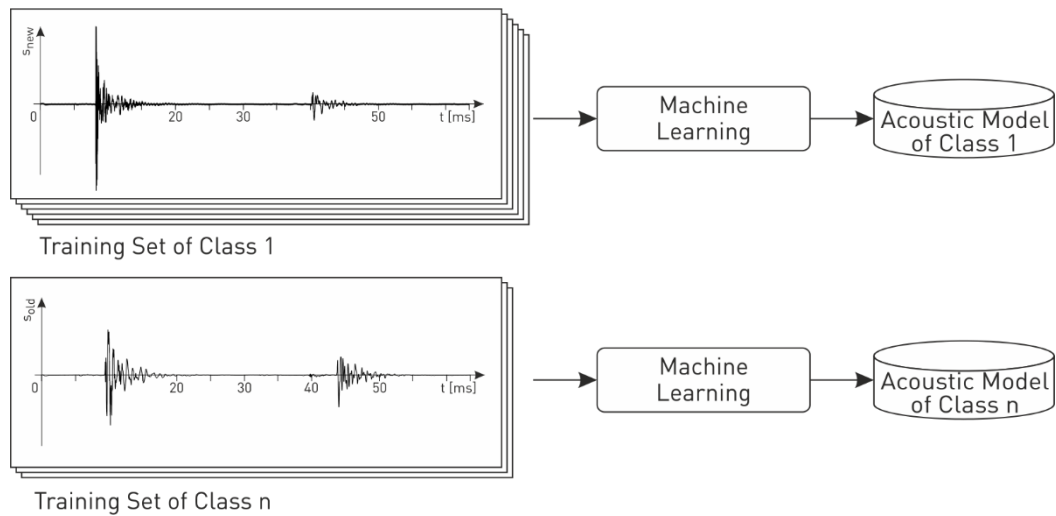 s_new
0 20 30 40 50 t [ms]
Machine
Learning
Acoustic Model
of Class 1
Training Set of Class 1
s_old
0 20 30 40 50 t [ms]
Machine
Learning
Acoustic Model
of Class n
Training Set of Class n